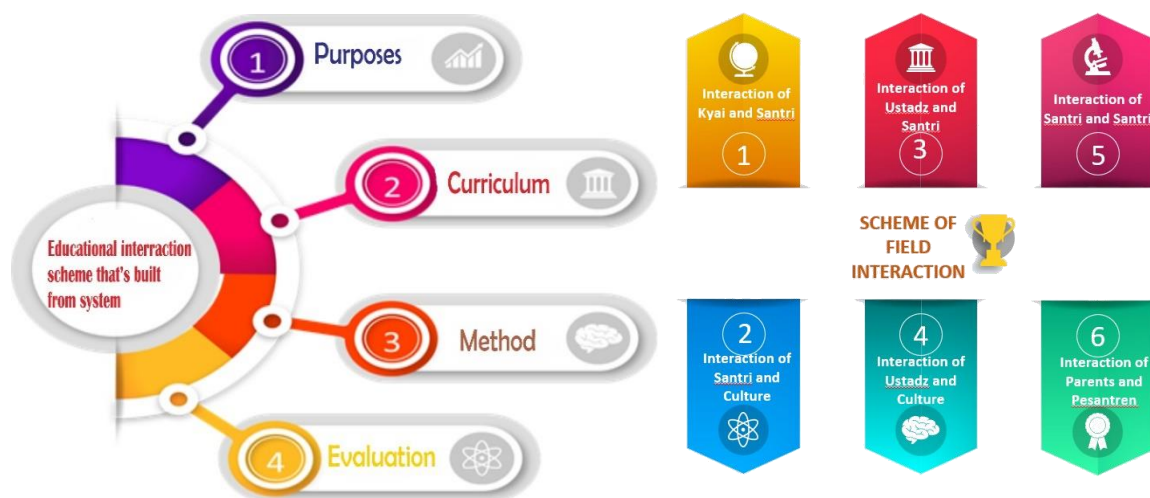 1
Purposes
2
Curriculum
Educational interraction
scheme that's built
from system
3
Method
4
Evaluation
Interaction of
Kyai and Santri
1
Interaction of
Ustadz and
Santri
3
Interaction of
Santri and Santri
5
SCHEME OF
FIELD
INTERACTION
2
Interaction of
Santri and
Culture
4
Interaction of
Ustadz and
Culture
6
Interaction of
Parents and
Pesantren